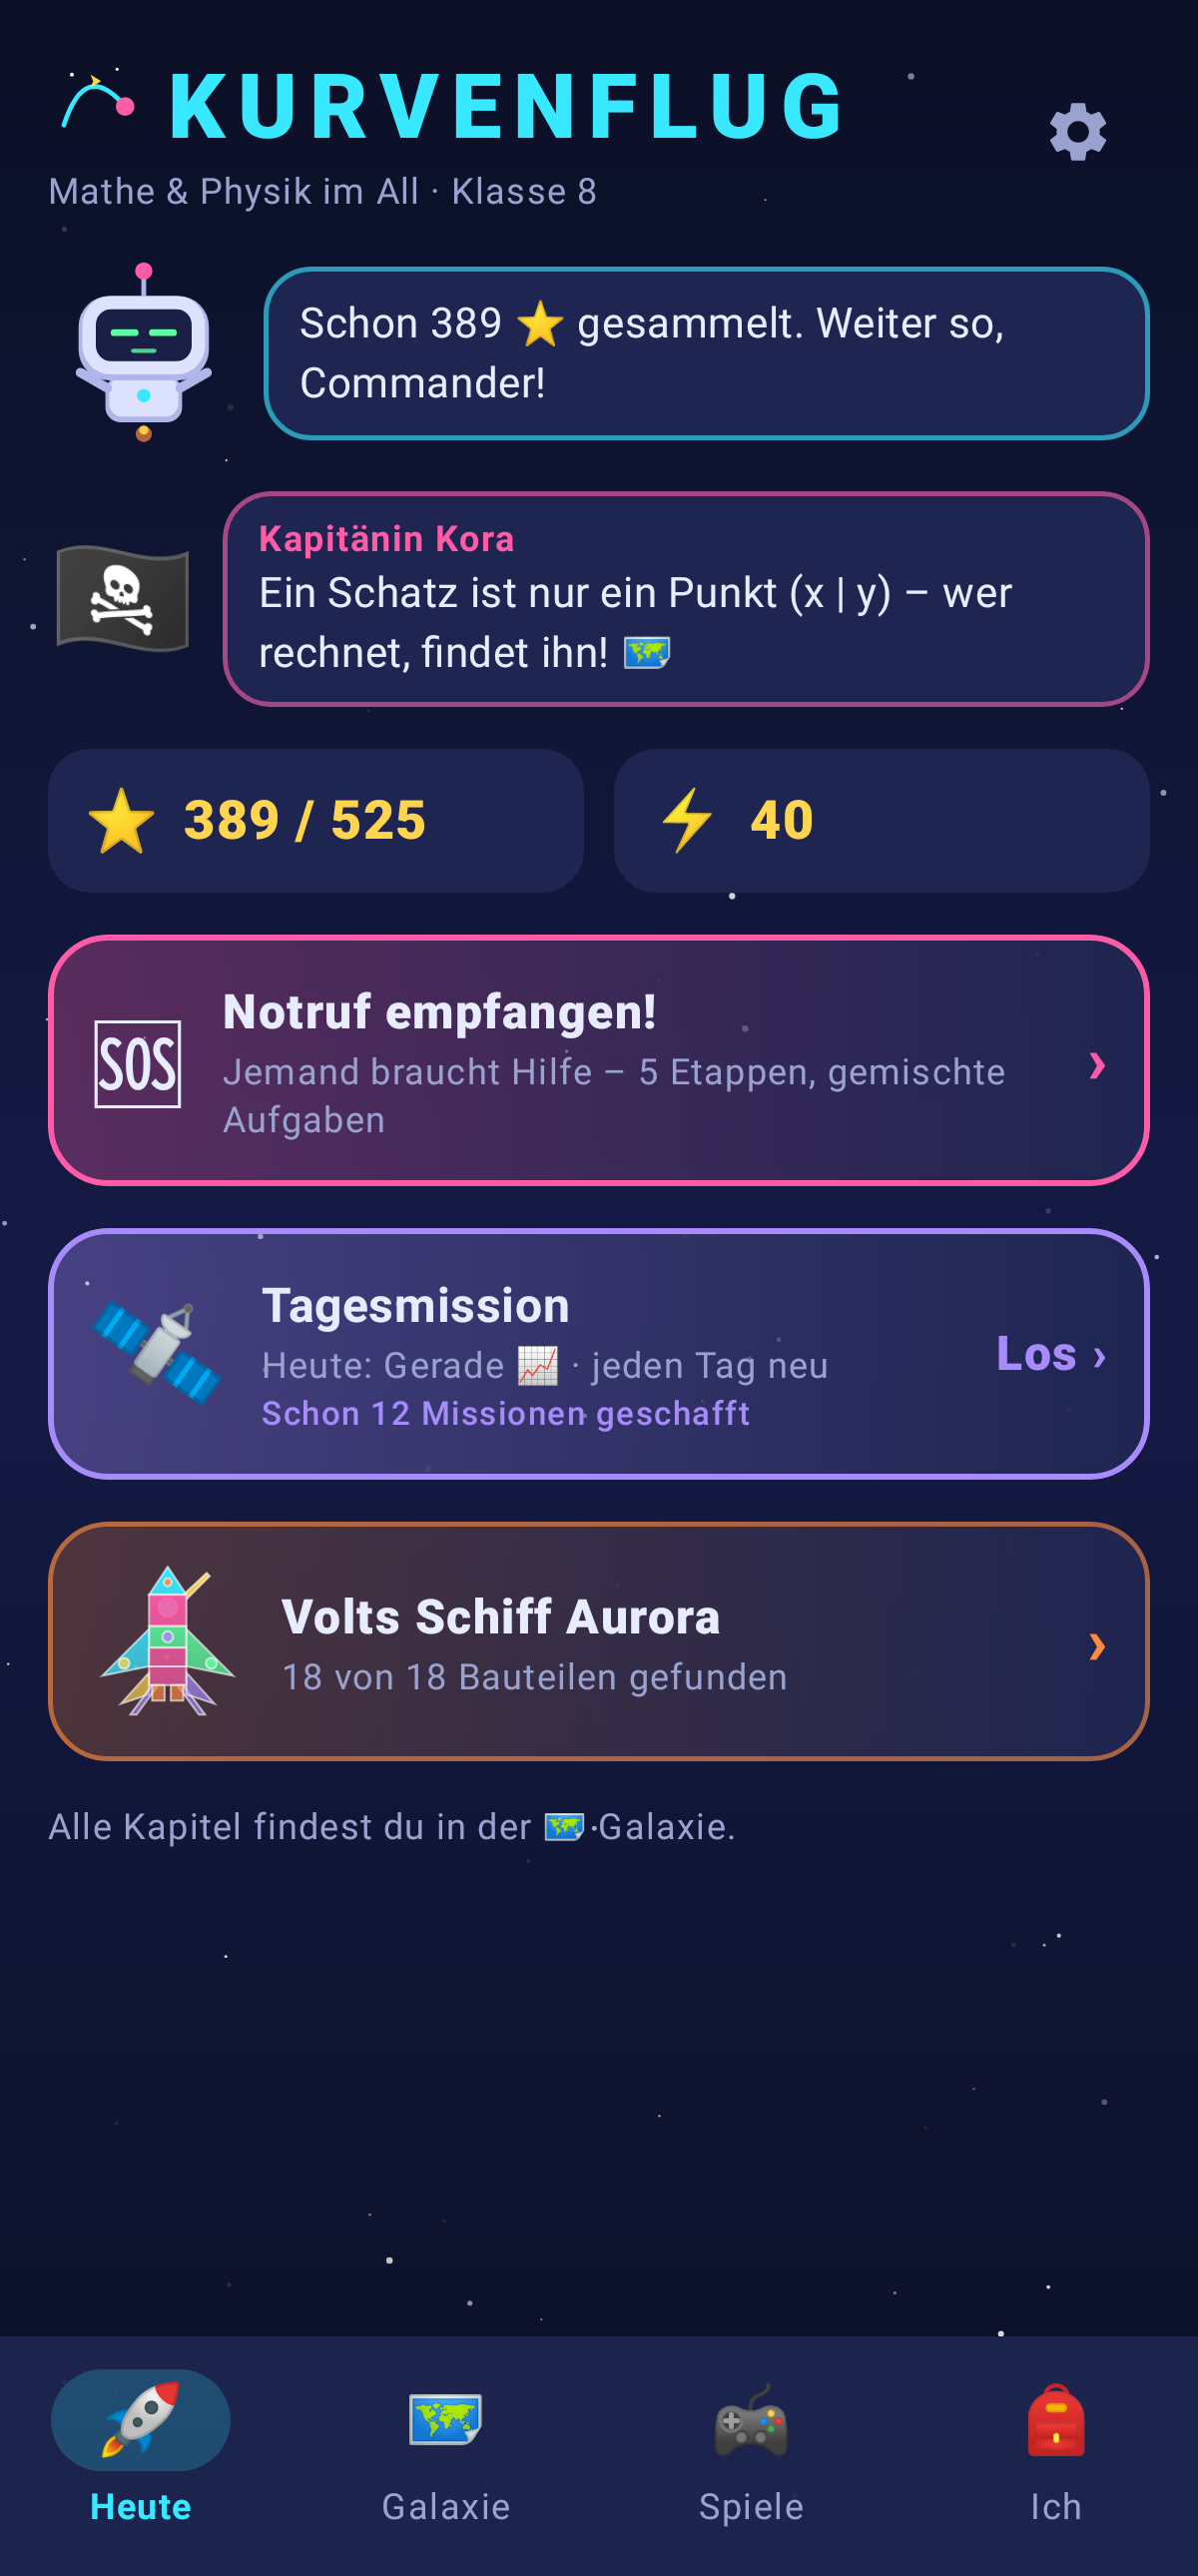 KURVENFLUG
Mathe & Physik im All · Klasse 8
Schon 389 ⭐ gesammelt. Weiter so,
Commander!
Kapitänin Kora
Ein Schatz ist nur ein Punkt (x | y) – wer
rechnet, findet ihn! 🗺️
⭐ 389 / 525
⚡ 40
SOS
Notruf empfangen!
Jemand braucht Hilfe – 5 Etappen, gemischte
Aufgaben
›
Tagesmission
Heute: Gerade 📈 · jeden Tag neu
Schon 12 Missionen geschafft
Los ›
Volts Schiff Aurora
18 von 18 Bauteilen gefunden
›
Alle Kapitel findest du in der 🗺️ Galaxie.
Heute
Galaxie
Spiele
Ich